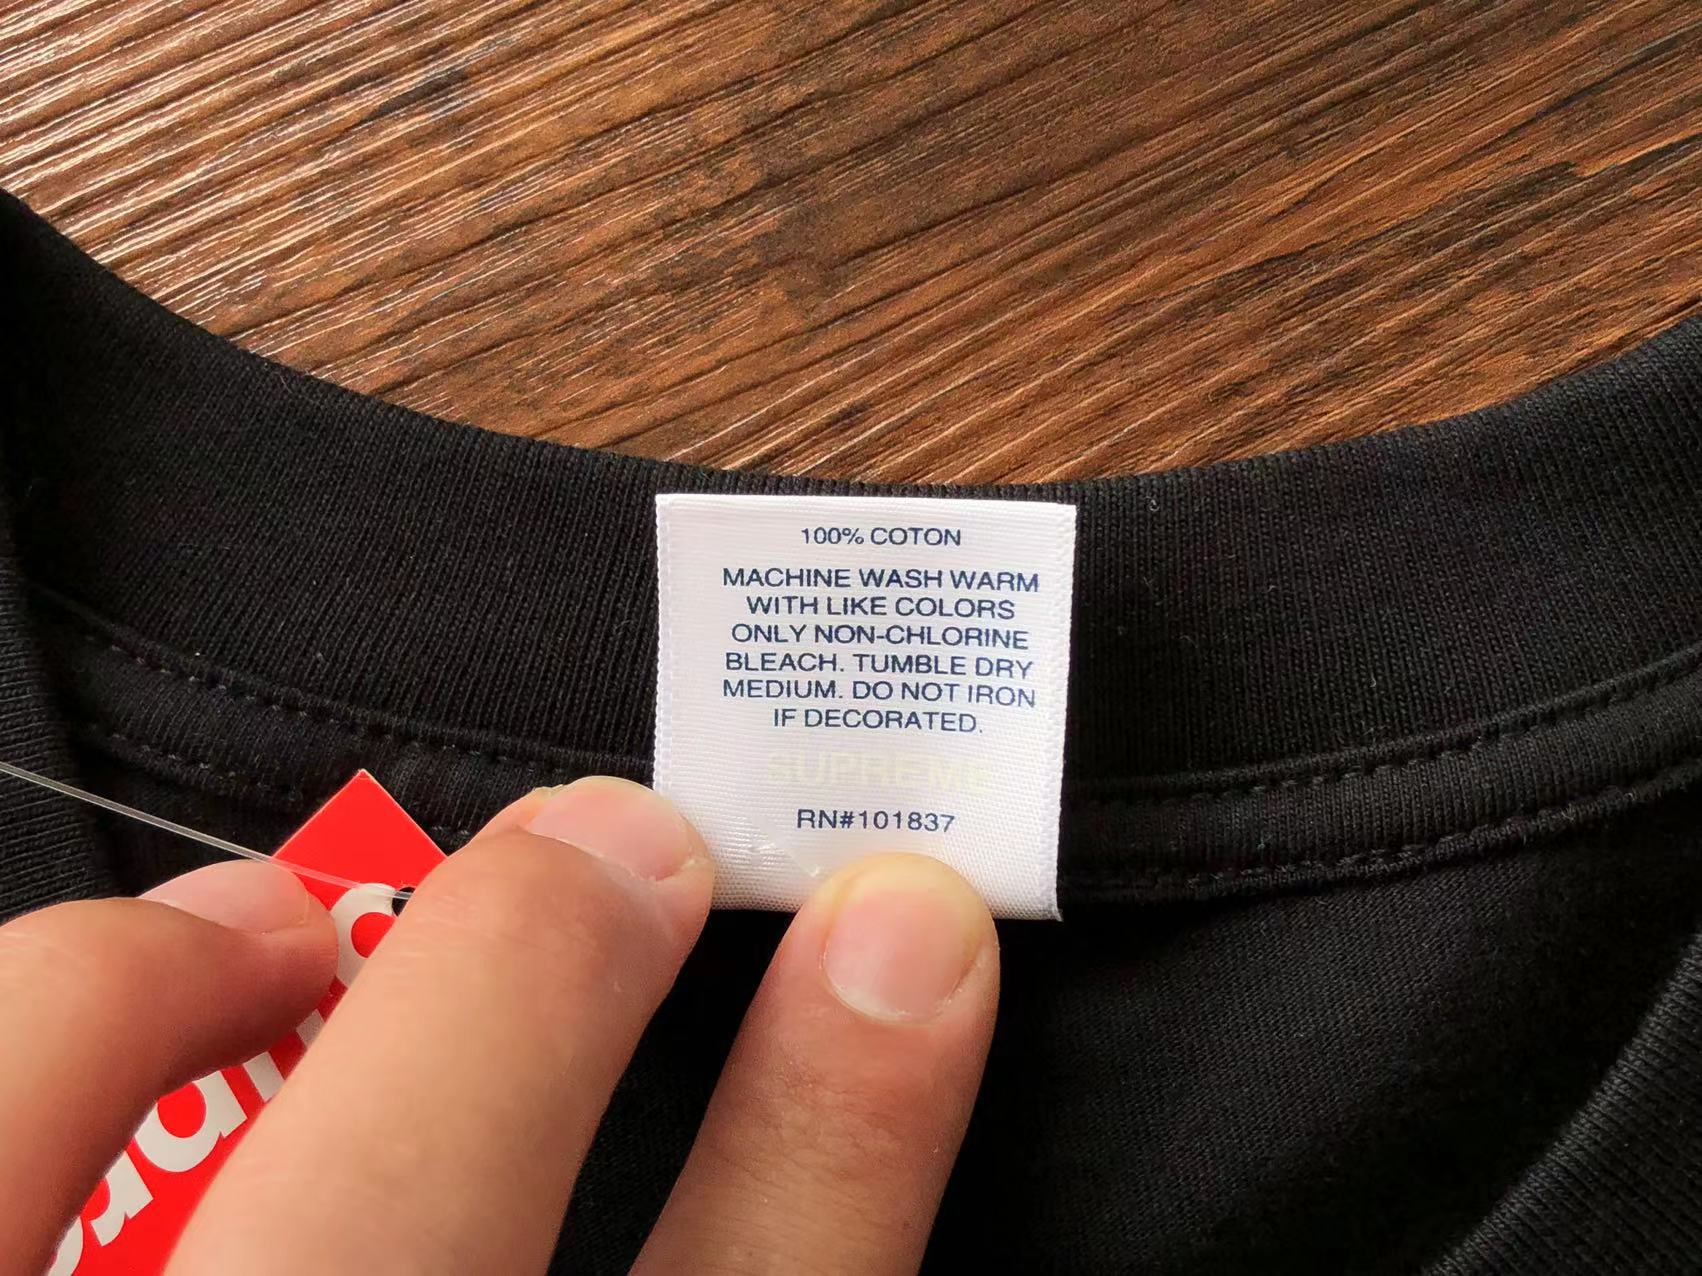 100% COTON
MACHINE WASH WARM
WITH LIKE COLORS
ONLY NON-CHLORINE
BLEACH. TUMBLE DRY
MEDIUM. DO NOT IRON
IF DECORATED.
SUPREME
RN#101837